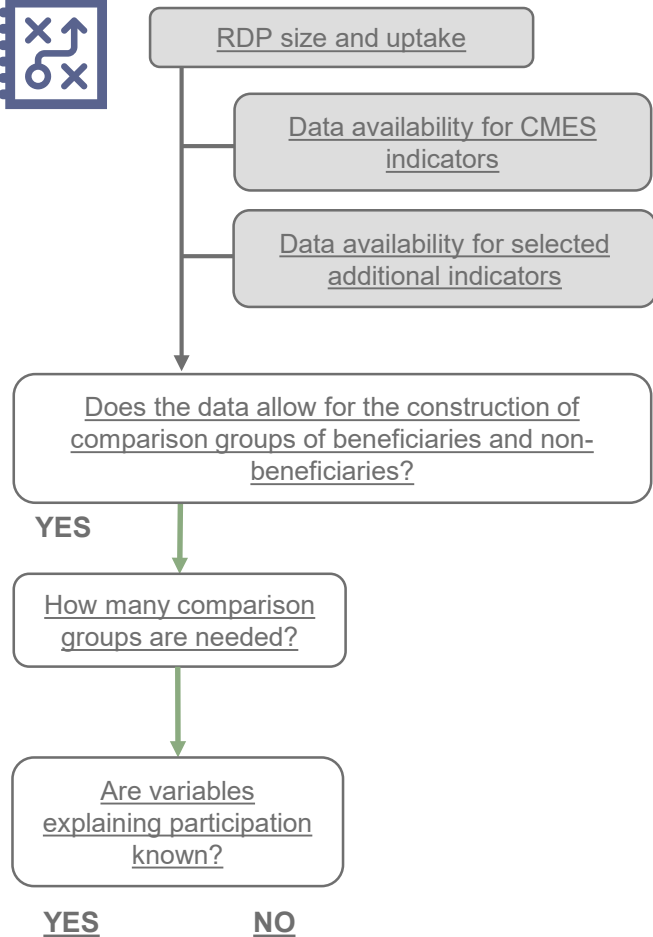 RDP size and uptake
Data availability for CMES
indicators
Data availability for selected
additional indicators
Does the data allow for the construction of
comparison groups of beneficiaries and non-
beneficiaries?
YES
How many comparison
groups are needed?
Are variables
explaining participation
known?
YES NO